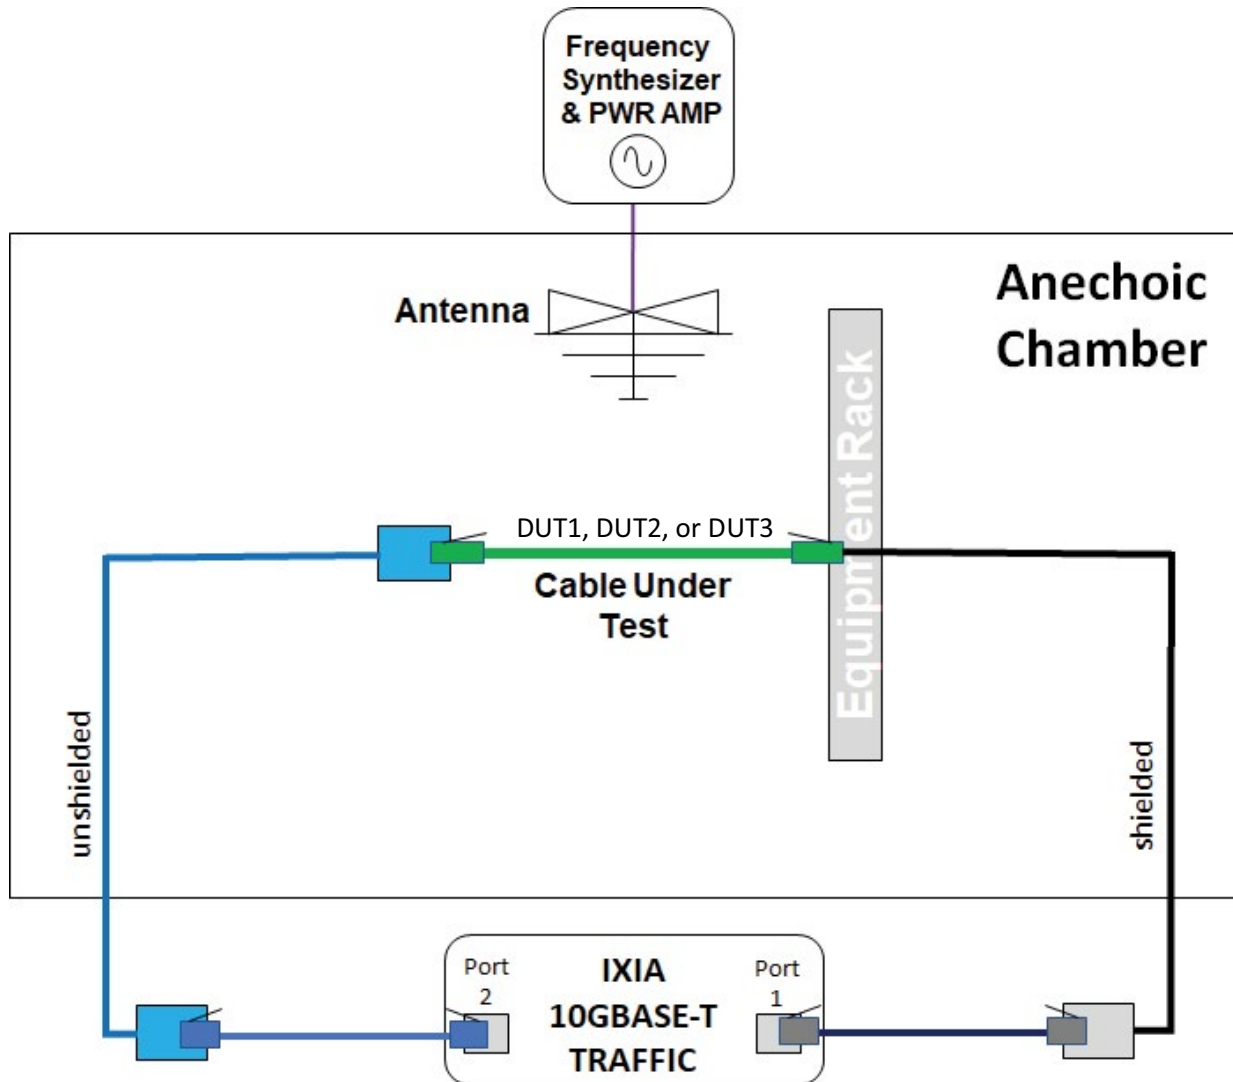 Frequency
Synthesizer
& PWR AMP
Antenna
Anechoic
Chamber
Equipment Rack
DUT1, DUT2, or DUT3
Cable Under
Test
unshielded
shielded
Port
2
IXIA
10GBASE-T
TRAFFIC
Port
1